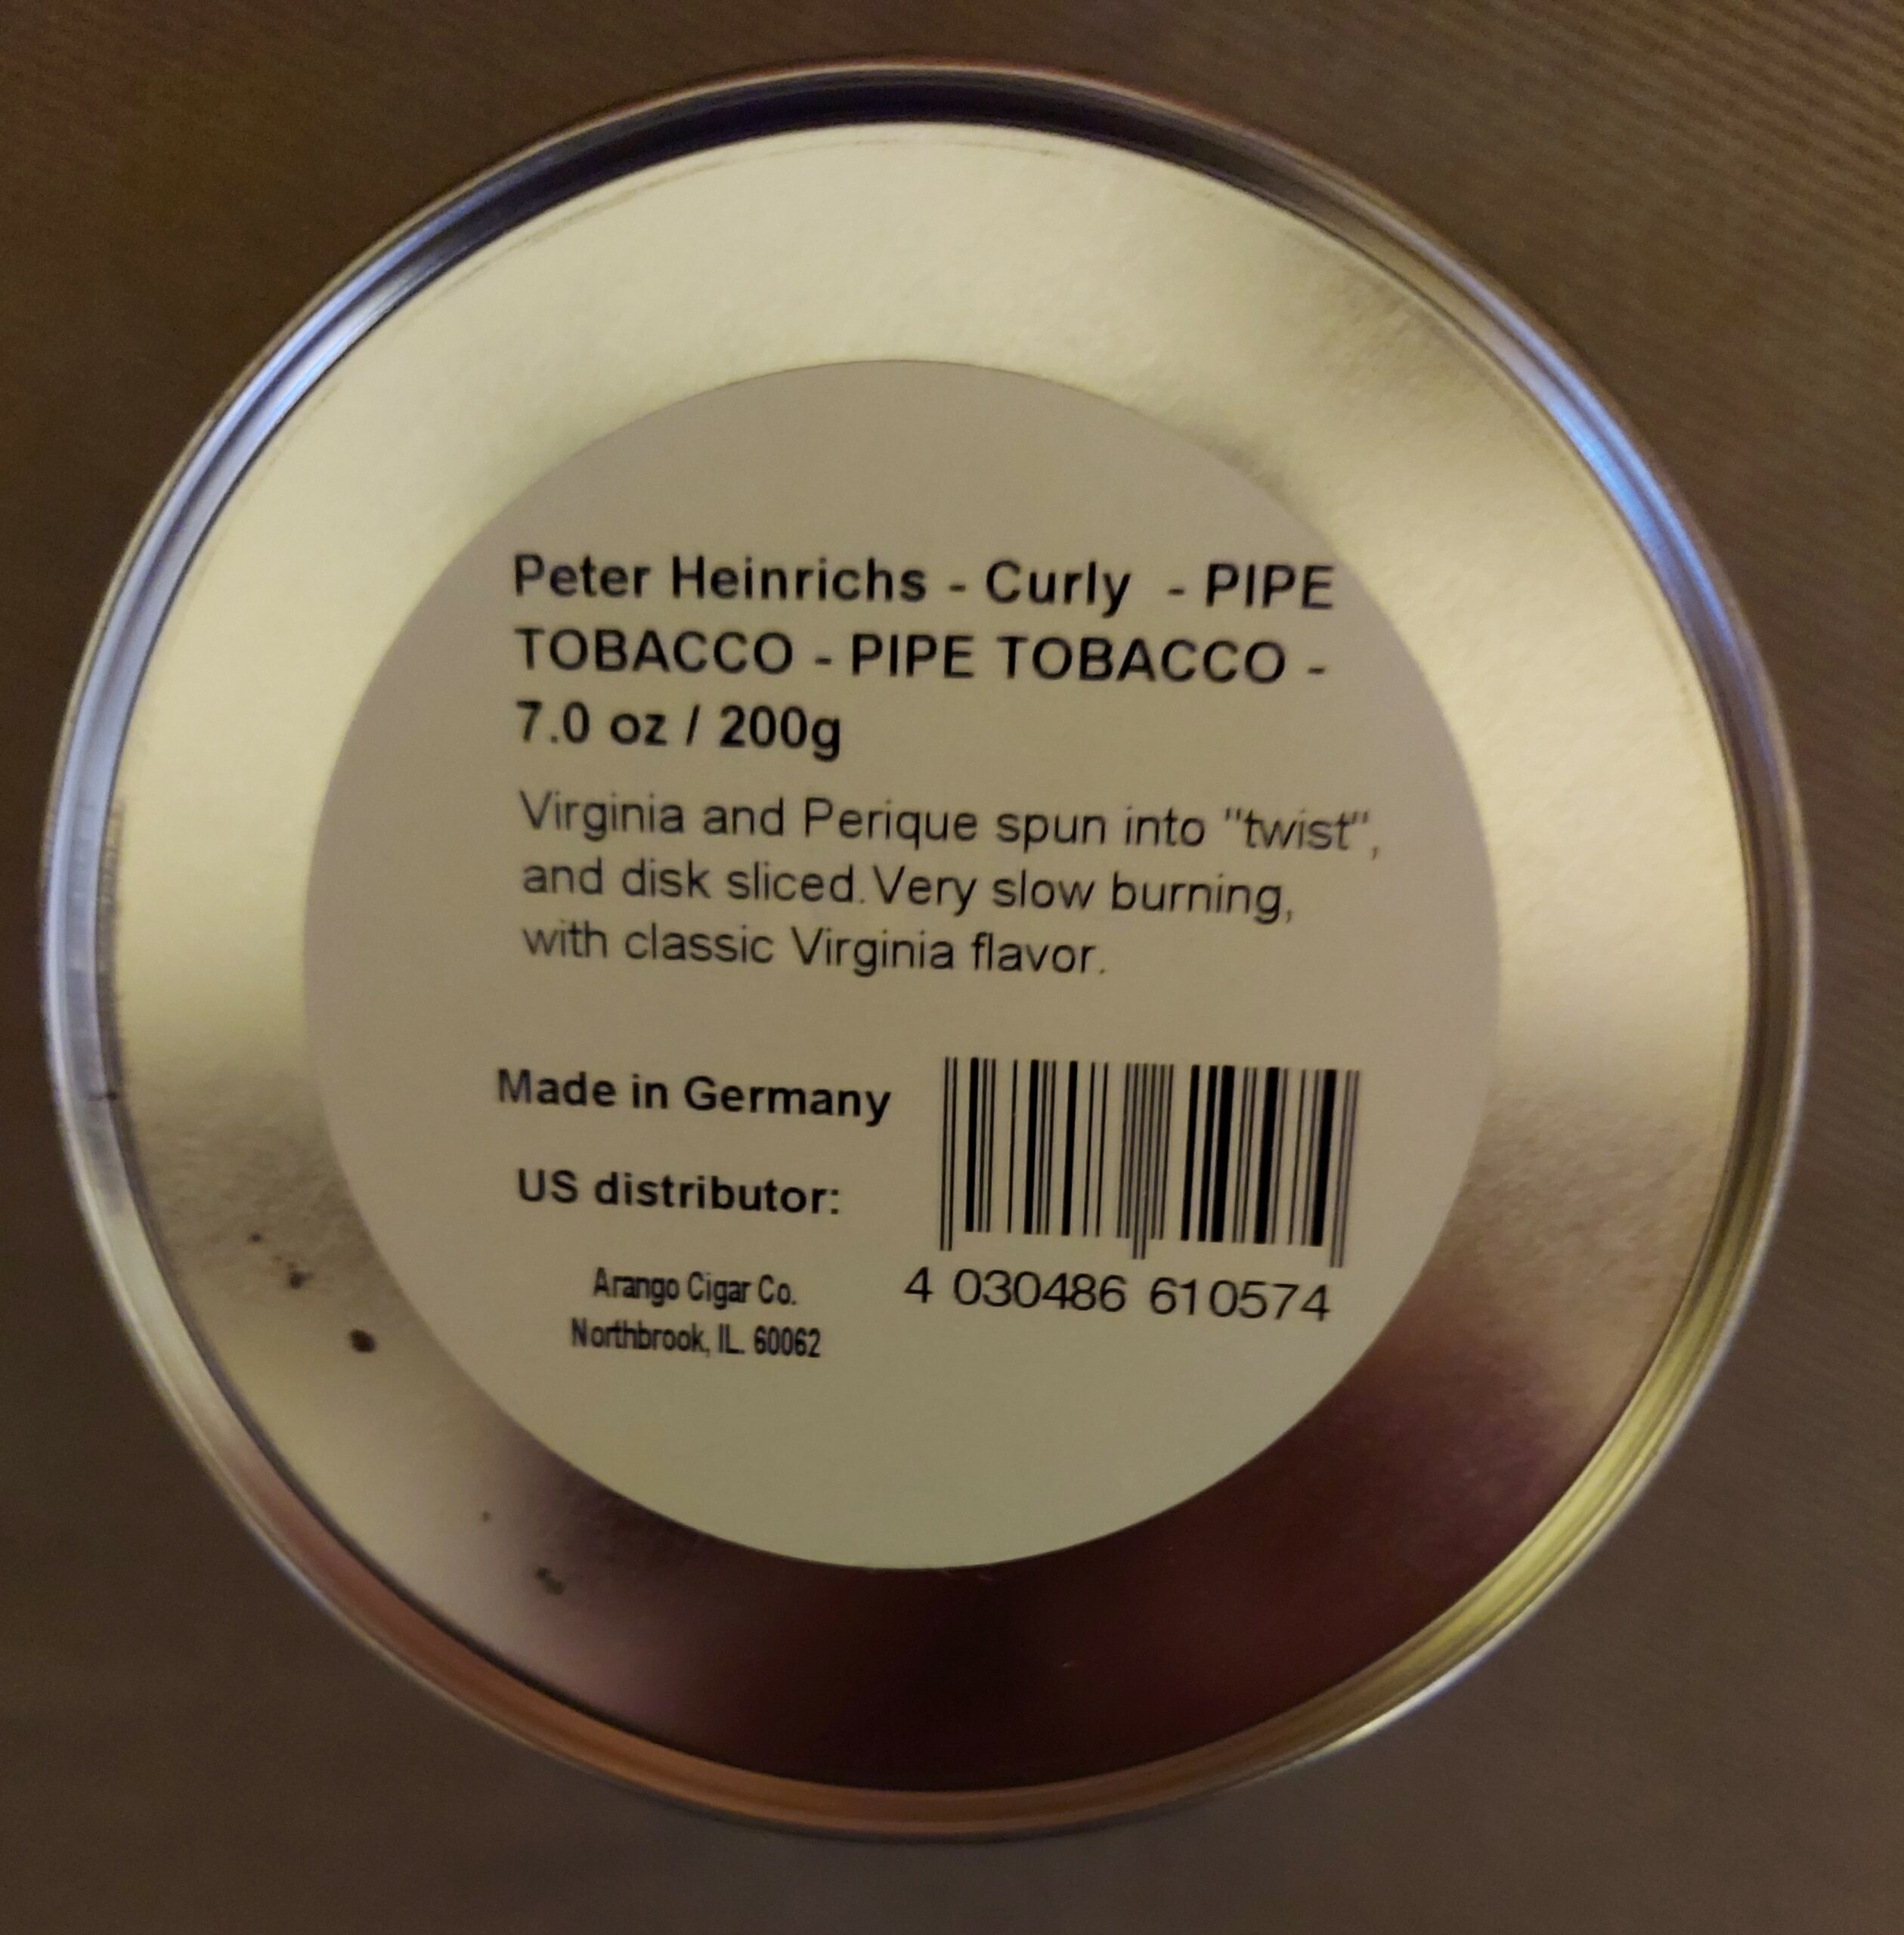 Peter Heinrichs - Curly  - PIPE
TOBACCO - PIPE TOBACCO -
7.0 oz / 200g
Virginia and Perique spun into "twist",
and disk sliced.Very slow burning,
with classic Virginia flavor.
Made in Germany
US distributor:
Arango Cigar Co.
Northbrook, IL. 60062
4 030486 610574